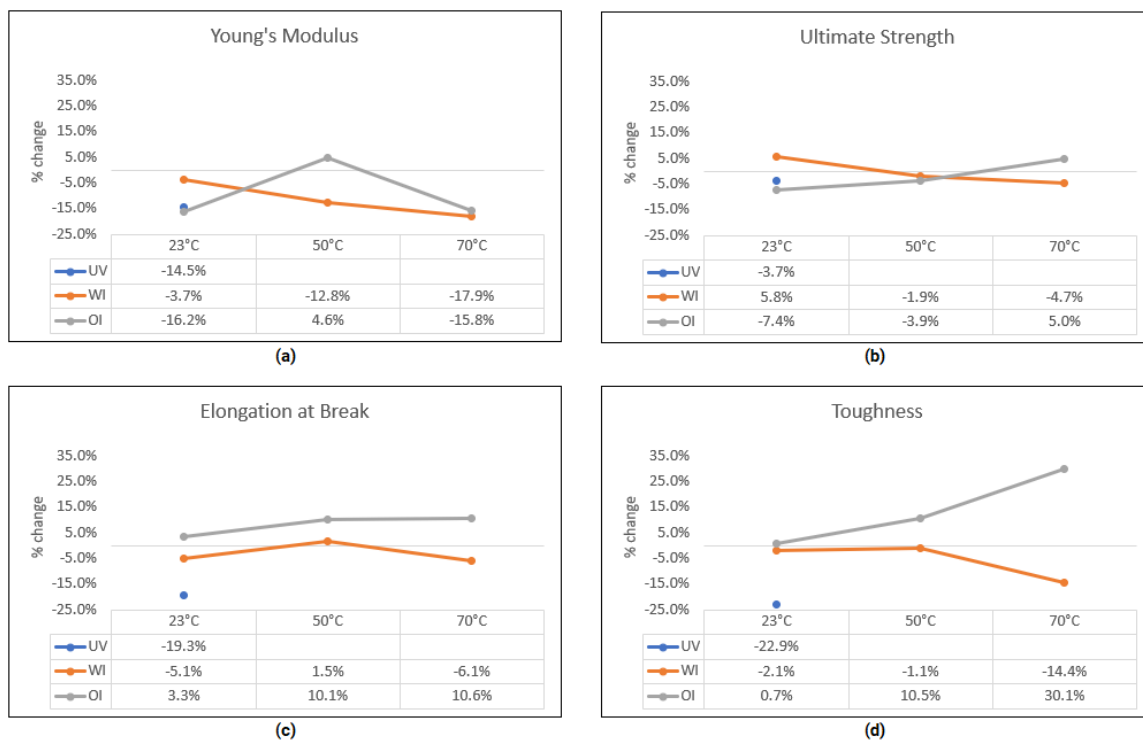 Young's Modulus
% change
35.0%
25.0%
15.0%
5.0%
-5.0%
-15.0%
-25.0%
23°C 50°C 70°C
UV -14.5%
WI -3.7% -12.8% -17.9%
OI -16.2% 4.6% -15.8%
(a)
Ultimate Strength
% change
35.0%
25.0%
15.0%
5.0%
-5.0%
-15.0%
-25.0%
23°C 50°C 70°C
UV -3.7%
WI 5.8% -1.9% -4.7%
OI -7.4% -3.9% 5.0%
(b)
Elongation at Break
% change
35.0%
25.0%
15.0%
5.0%
-5.0%
-15.0%
-25.0%
23°C 50°C 70°C
UV -19.3%
WI -5.1% 1.5% -6.1%
OI 3.3% 10.1% 10.6%
(c)
Toughness
% change
35.0%
25.0%
15.0%
5.0%
-5.0%
-15.0%
-25.0%
23°C 50°C 70°C
UV -22.9%
WI -2.1% -1.1% -14.4%
OI 0.7% 10.5% 30.1%
(d)